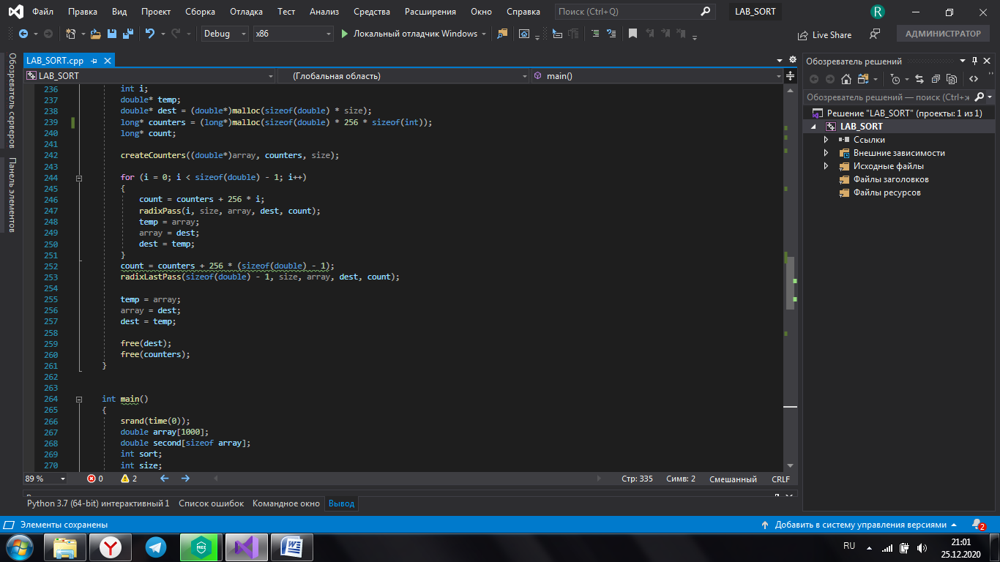 Файл Правка Вид Проект Сборка Отладка Тест Анализ Средства Расширения Окно Справка Поиск (Ctrl+Q) LAB_SORT R
Debug x86 Локальный отладчик Windows Live Share АДМИНИСТРАТОР
Обозреватель серверов
Панель элементов
LAB_SORT.cpp
LAB_SORT (Глобальная область) main()
236 int i;
237 double* temp;
238 double* dest = (double*)malloc(sizeof(double) * size);
239 long* counters = (long*)malloc(sizeof(double) * 256 * sizeof(int));
240 long* count;
241
242 createCounters((double*)array, counters, size);
243
244 for (i = 0; i < sizeof(double) - 1; i++)
245 {
246 count = counters + 256 * i;
247 radixPass(i, size, array, dest, count);
248 temp = array;
249 array = dest;
250 dest = temp;
251 }
252 count = counters + 256 * (sizeof(double) - 1);
253 radixLastPass(sizeof(double) - 1, size, array, dest, count);
254
255 temp = array;
256 array = dest;
257 dest = temp;
258
259 free(dest);
260 free(counters);
261 }
262
263
264 int main()
265 {
266 srand(time(0));
267 double array[1000];
268 double second[sizeof array];
269 int sort;
270 int size;
89 % 0 2 Стр: 335 Симв: 2 Смешанный CRLF
Python 3.7 (64-bit) интерактивный 1 Список ошибок Командное окно Вывод
Обозреватель решений
Обозреватель решений — поиск (Ctrl+ж
Решение "LAB_SORT" (проекты: 1 из 1)
LAB_SORT
Ссылки
Внешние зависимости
Исходные файлы
Файлы заголовков
Файлы ресурсов
Элементы сохранены Добавить в систему управления версиями 2
FREE RU 21:01
25.12.2020